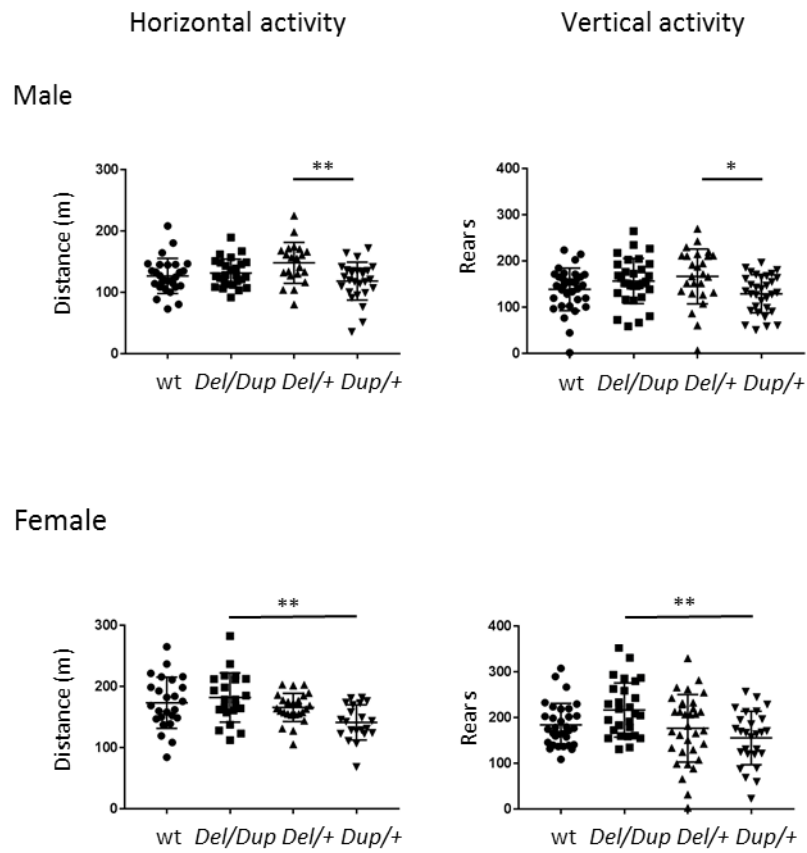 Horizontal activity Vertical activity
Male
Distance (m)
300
200
100
0
**
wt Del/Dup Del/+ Dup/+
Rears
400
300
200
100
0
*
wt Del/Dup Del/+ Dup/+
Female
Distance (m)
300
200
100
0
**
wt Del/Dup Del/+ Dup/+
Rears
400
300
200
100
0
**
wt Del/Dup Del/+ Dup/+